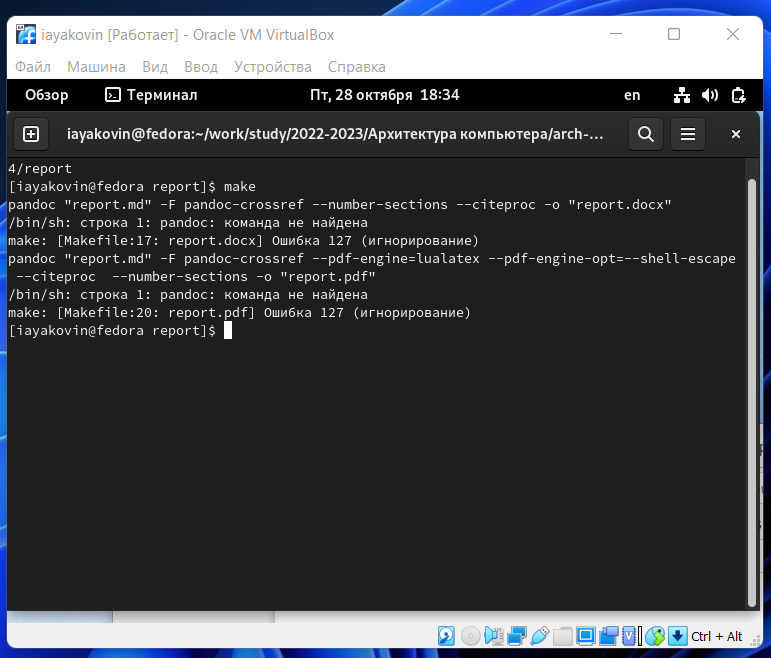 iayakovin [Работает] - Oracle VM VirtualBox
Файл Машина Вид Ввод Устройства Справка
Обзор Терминал Пт, 28 октября 18:34 en
iayakovin@fedora:~/work/study/2022-2023/Архитектура компьютера/arch-...
4/report
[iayakovin@fedora report]$ make
pandoc "report.md" -F pandoc-crossref --number-sections --citeproc -o "report.docx"
/bin/sh: строка 1: pandoc: команда не найдена
make: [Makefile:17: report.docx] Ошибка 127 (игнорирование)
pandoc "report.md" -F pandoc-crossref --pdf-engine=lualatex --pdf-engine-opt=--shell-escape
--citeproc  --number-sections -o "report.pdf"
/bin/sh: строка 1: pandoc: команда не найдена
make: [Makefile:20: report.pdf] Ошибка 127 (игнорирование)
[iayakovin@fedora report]$
Ctrl + Alt